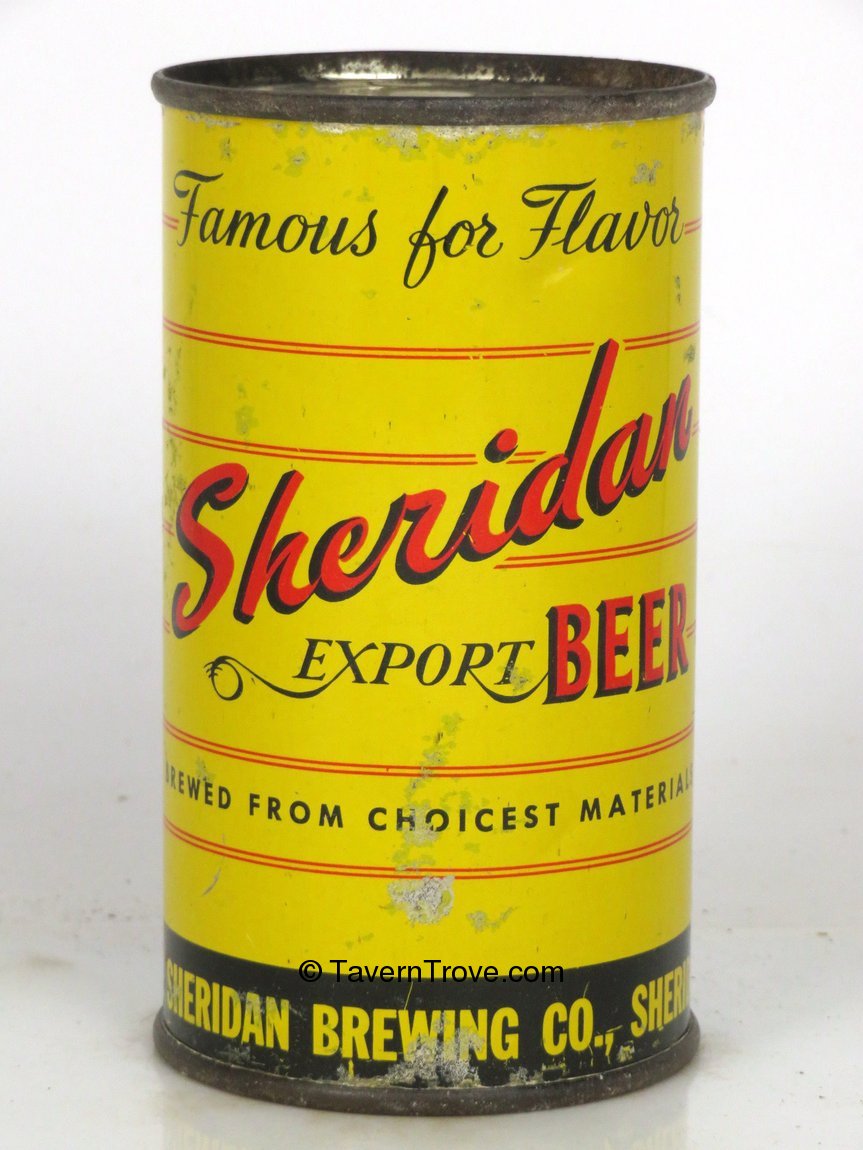 Famous for Flavor
Sheridan
EXPORT BEER
BREWED FROM CHOICEST MATERIALS
© TavernTrove.com
SHERIDAN BREWING CO.,